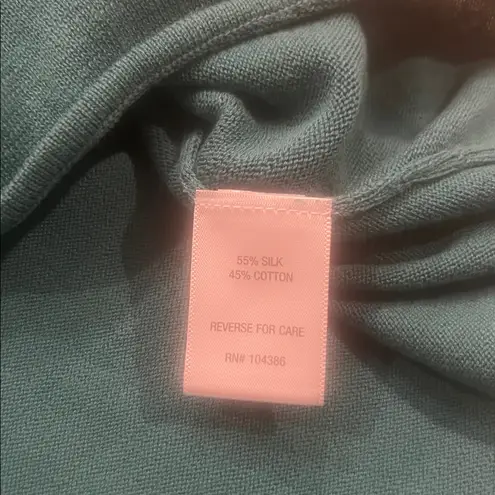 55% SILK
45% COTTON
REVERSE FOR CARE
RN# 104386